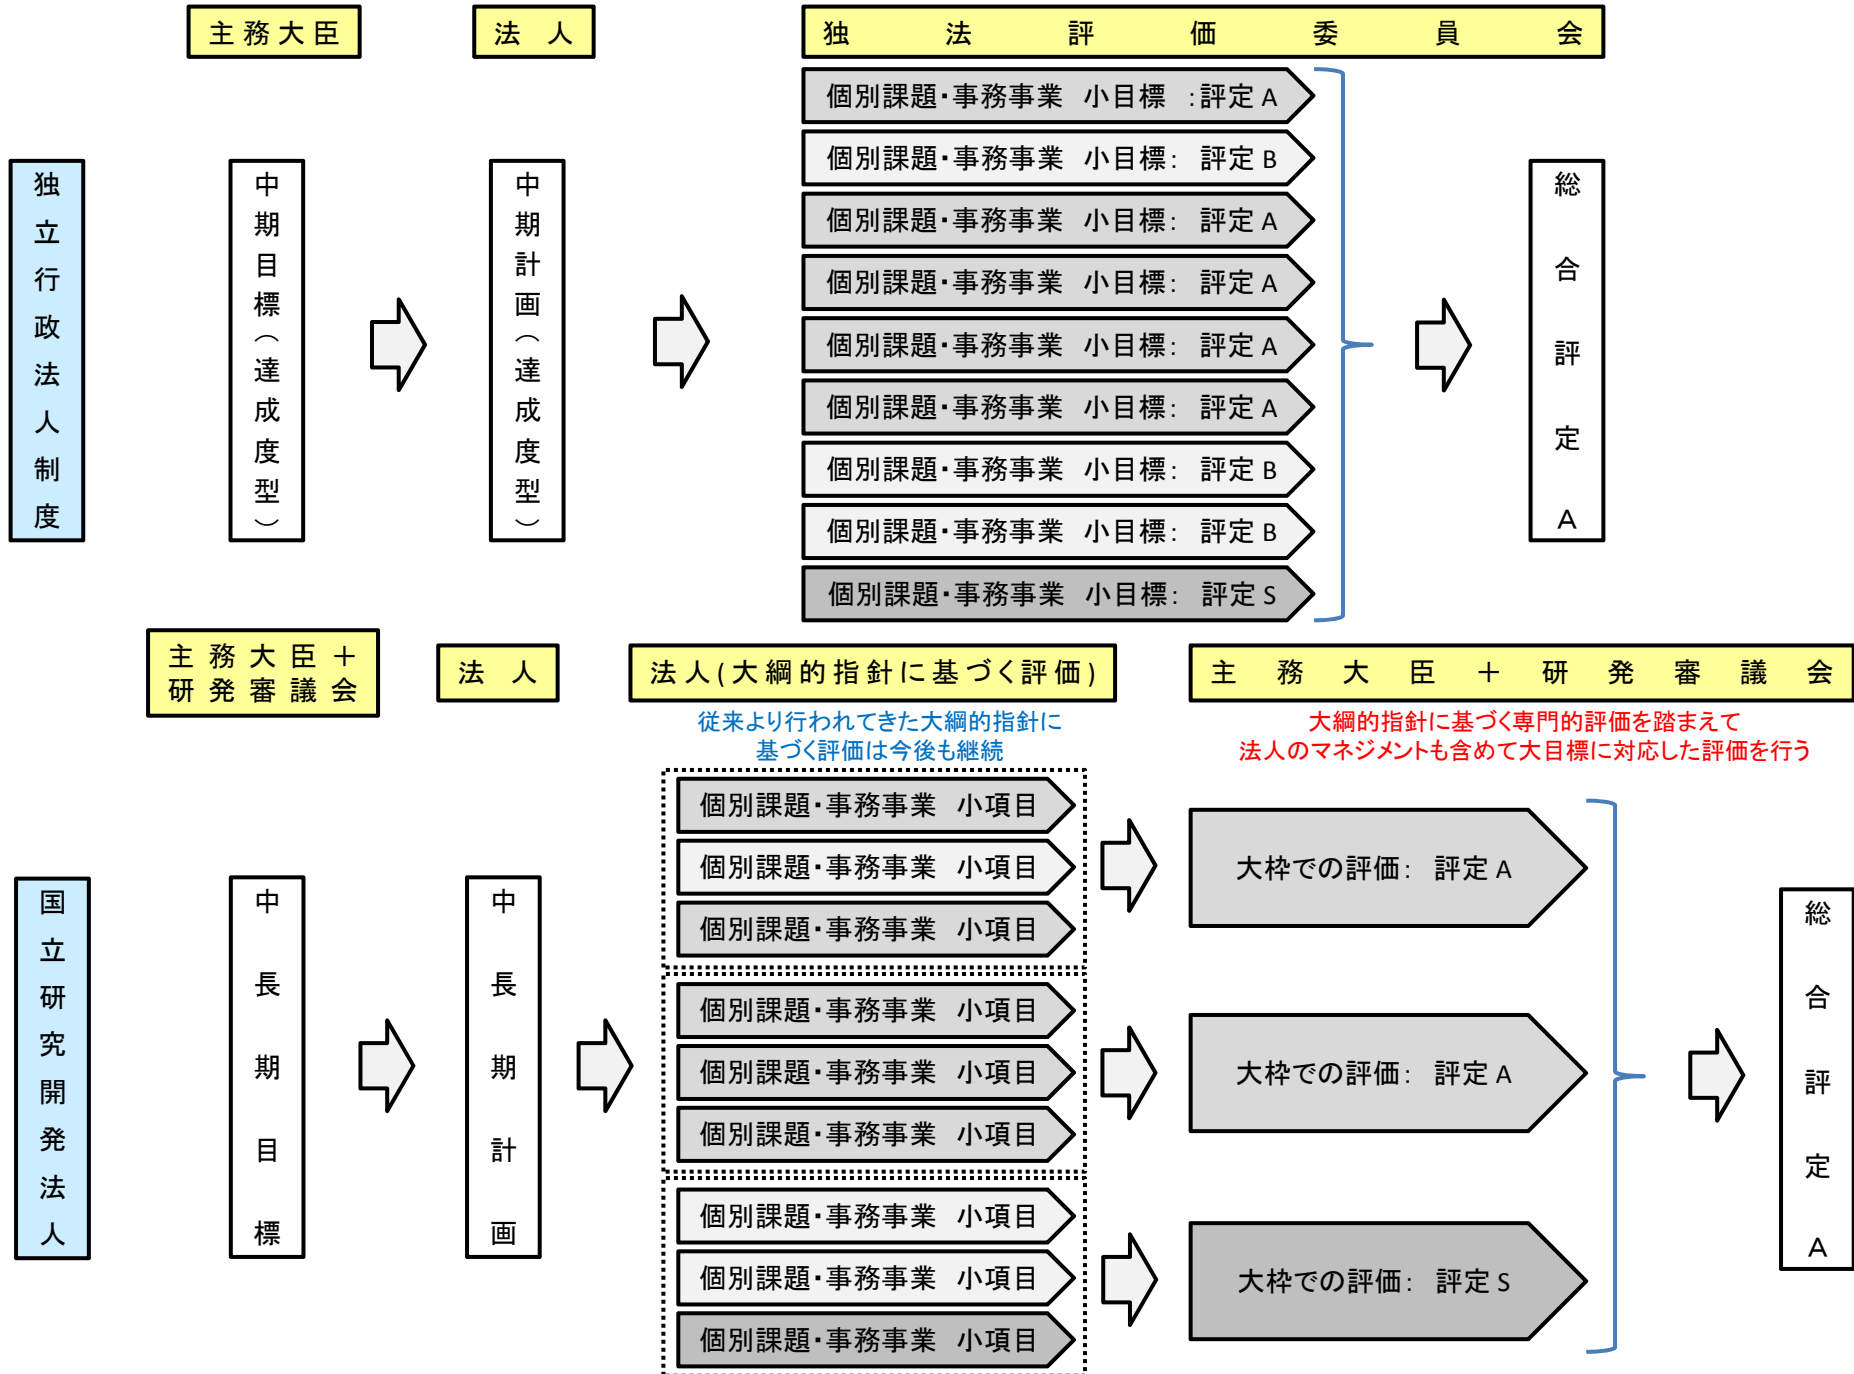 主務大臣
法人
独法評価委員会
個別課題・事務事業　小目標　：評定 A
個別課題・事務事業　小目標：　評定 B
個別課題・事務事業　小目標：　評定 A
個別課題・事務事業　小目標：　評定 A
個別課題・事務事業　小目標：　評定 A
個別課題・事務事業　小目標：　評定 A
個別課題・事務事業　小目標：　評定 B
個別課題・事務事業　小目標：　評定 B
個別課題・事務事業　小目標：　評定 S
独立行政法人制度
中期目標（達成度型）
中期計画（達成度型）
総合評定A
主務大臣＋
研発審議会
法人
法人(大綱的指針に基づく評価)
主務大臣＋研発審議会
従来より行われてきた大綱的指針に
基づく評価は今後も継続
大綱的指針に基づく専門的評価を踏まえて
法人のマネジメントも含めて大目標に対応した評価を行う
国立研究開発法人
中長期目標
中長期計画
個別課題・事務事業　小項目
個別課題・事務事業　小項目
個別課題・事務事業　小項目
個別課題・事務事業　小項目
個別課題・事務事業　小項目
個別課題・事務事業　小項目
個別課題・事務事業　小項目
個別課題・事務事業　小項目
個別課題・事務事業　小項目
大枠での評価：　評定 A
大枠での評価：　評定 A
大枠での評価：　評定 S
総合評定A